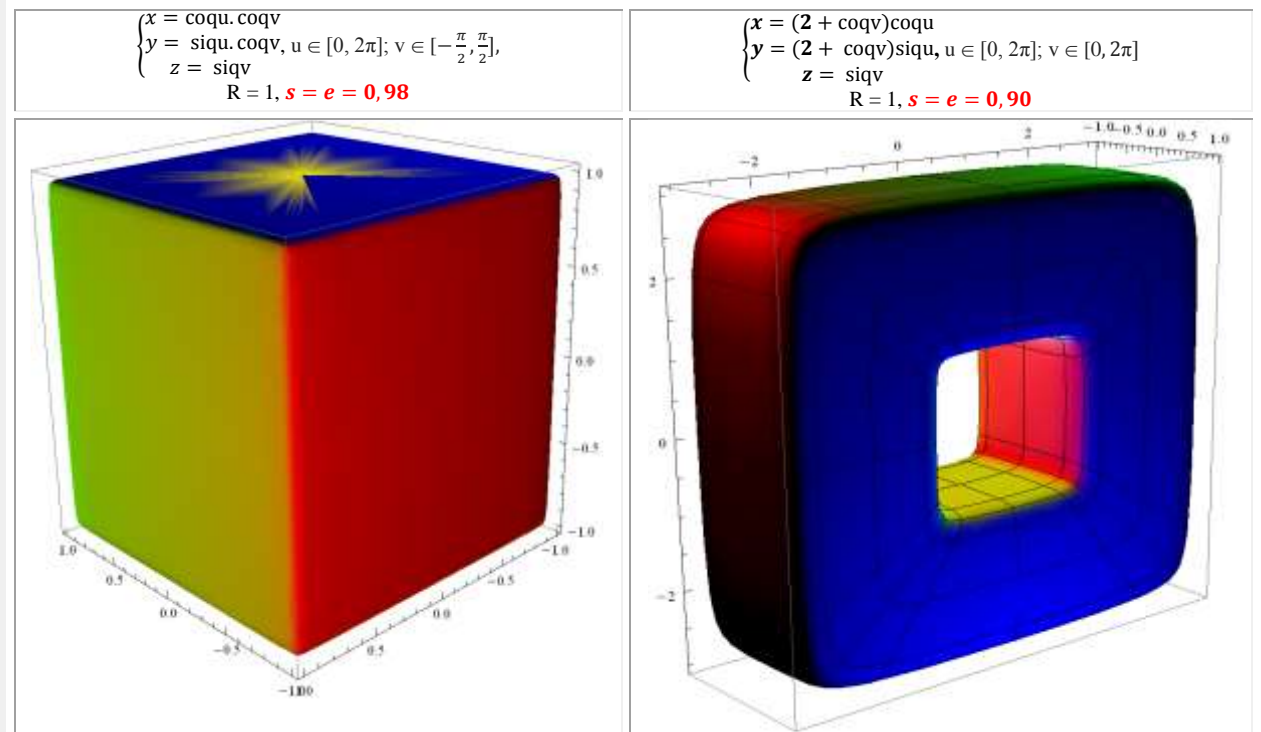 x = coqu. coqv
y = siqu. coqv, u ∈ [0, 2π]; v ∈ [−π/2, π/2],
z = siqv
R = 1, s = e = 0, 98
x = (2 + coqv)coqu
y = (2 + coqv)siqu, u ∈ [0, 2π]; v ∈ [0, 2π]
z = siqv
R = 1, s = e = 0, 90
1.0
0.5
0.0
−0.5
−1.0
1.0
0.5
0.0
−0.5
−1.0
−0.5
0.0
0.5
−2
0
2
−1.0 −0.5 0.0 0.5 1.0
2
0
−2